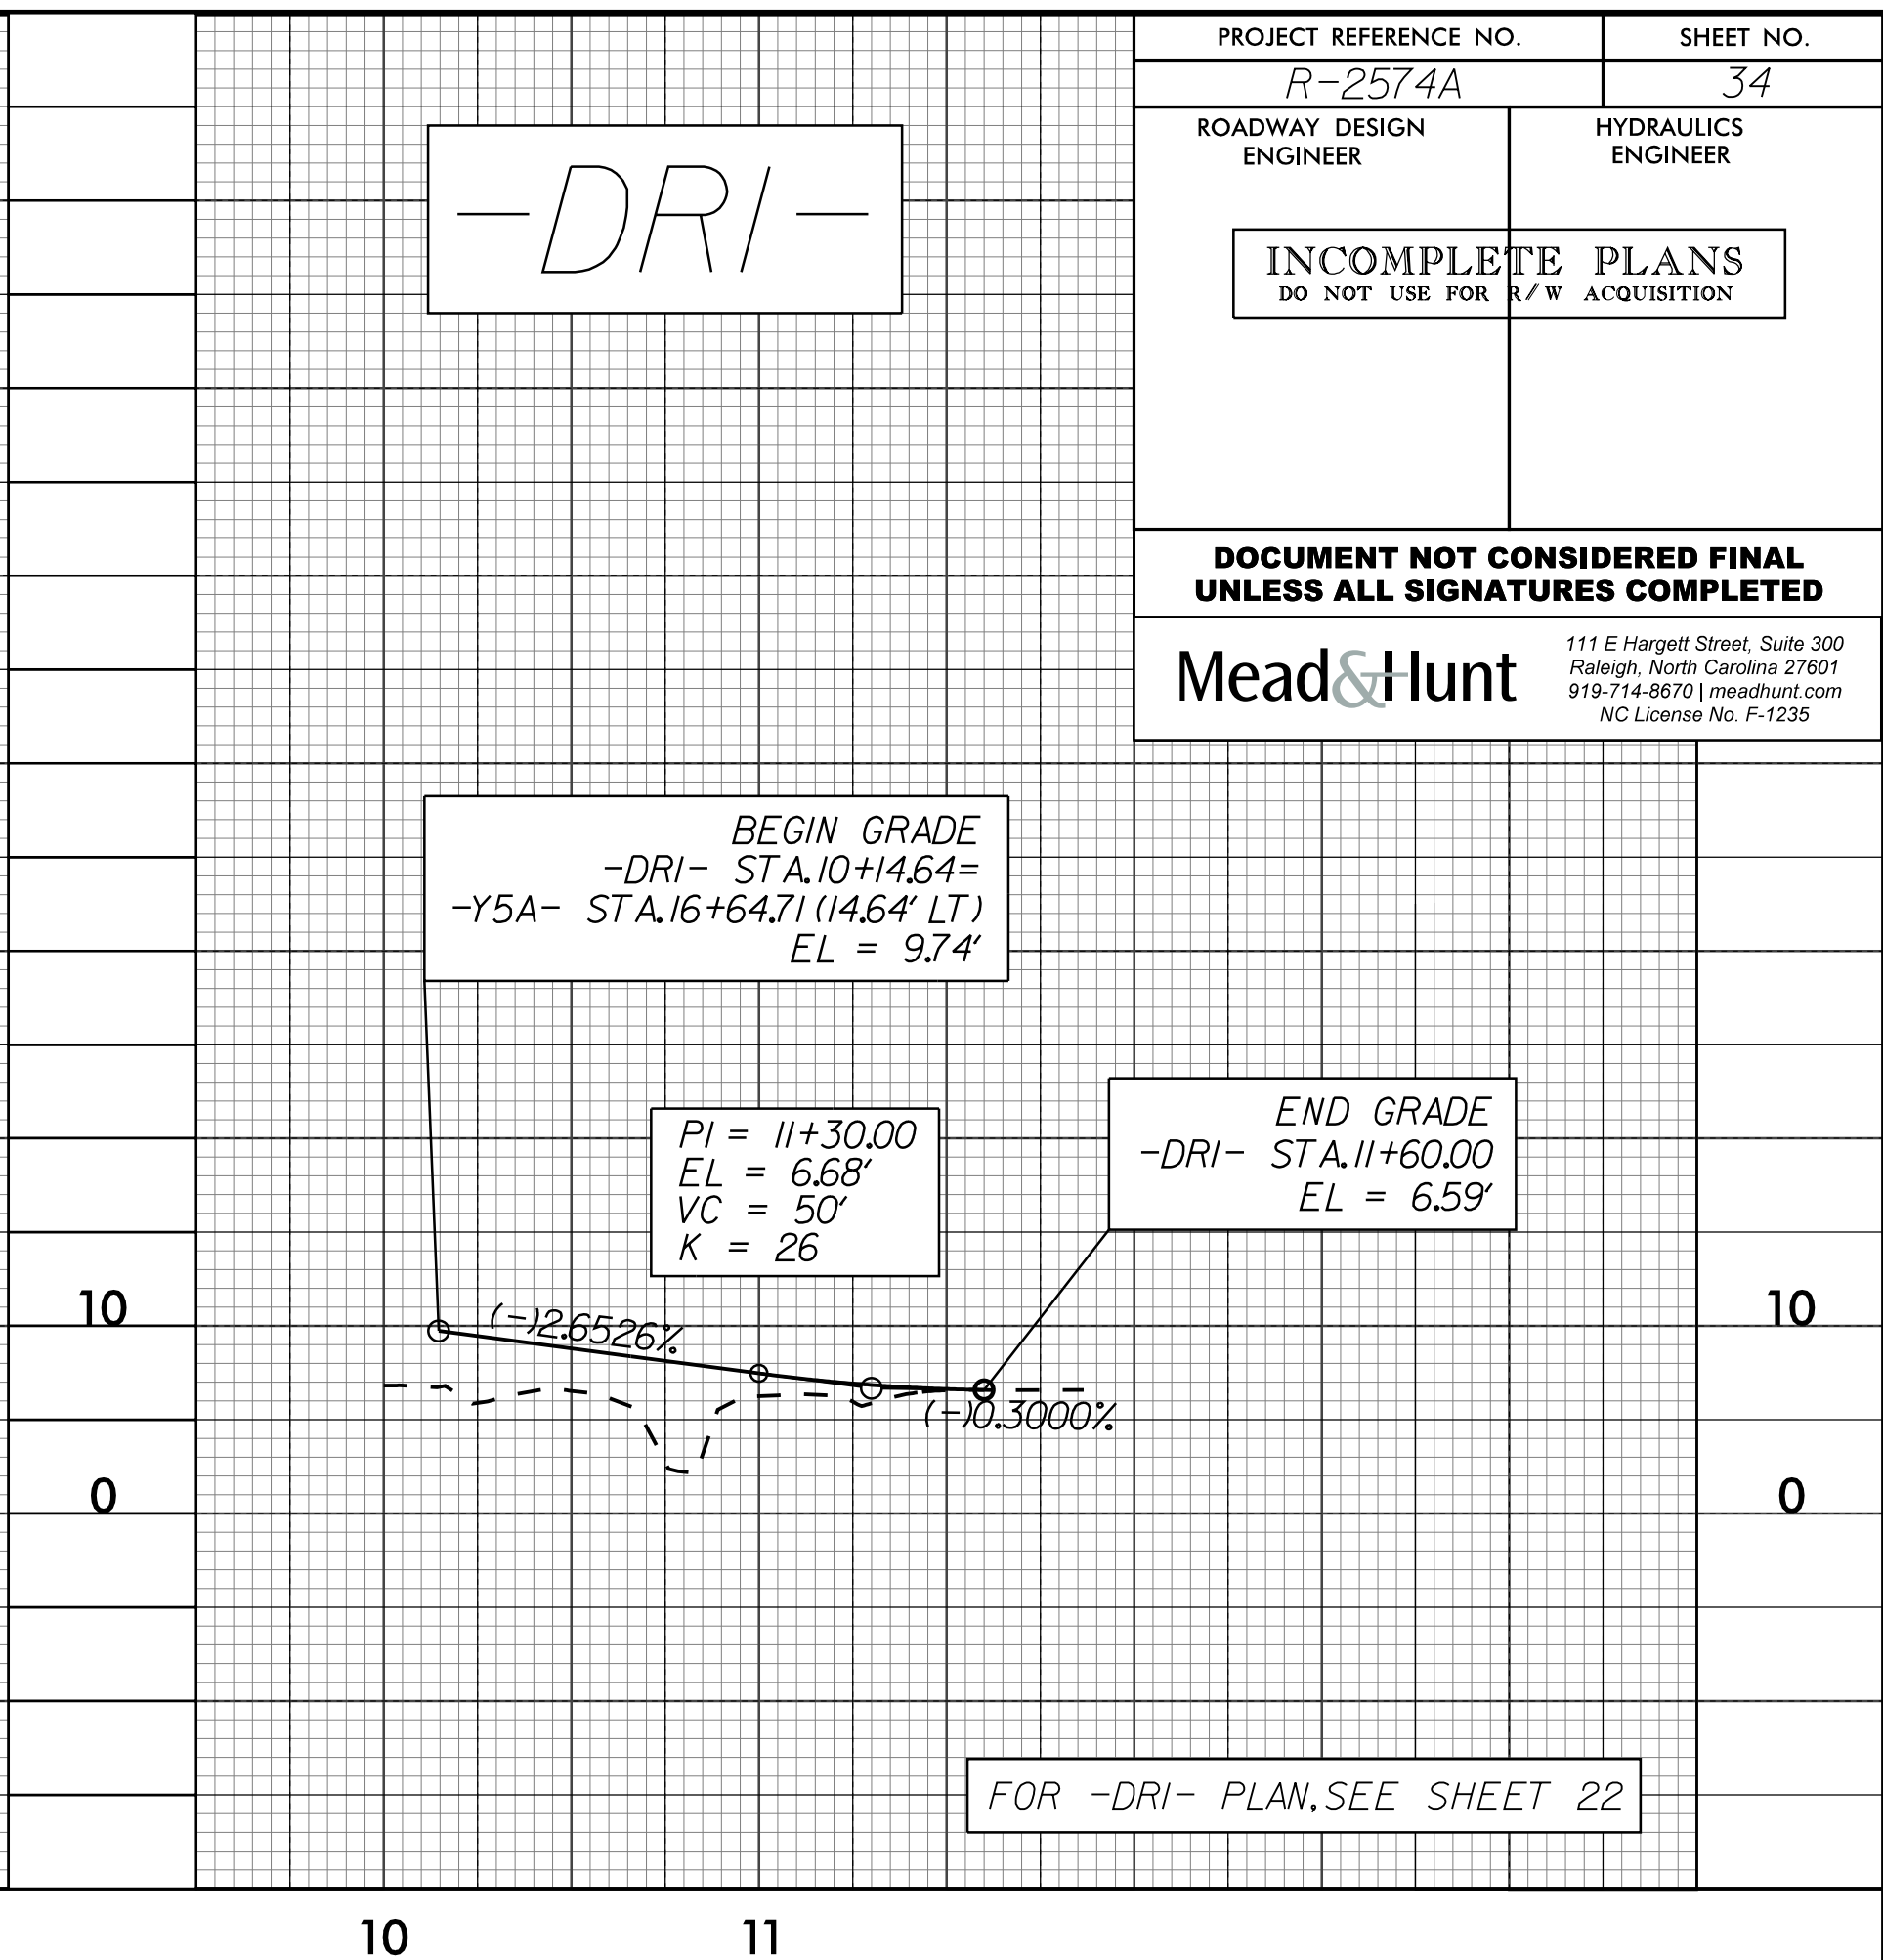 PROJECT REFERENCE NO.
SHEET NO.
R-2574A
34
ROADWAY DESIGN
ENGINEER
HYDRAULICS
ENGINEER
INCOMPLETE PLANS
DO NOT USE FOR R/W ACQUISITION
DOCUMENT NOT CONSIDERED FINAL
UNLESS ALL SIGNATURES COMPLETED
Mead&Hunt
111 E Hargett Street, Suite 300
Raleigh, North Carolina 27601
919-714-8670 | meadhunt.com
NC License No. F-1235
-DR1-
BEGIN GRADE
-DR1- STA. 10+14.64=
-Y5A- STA. 16+64.71 (14.64' LT)
EL = 9.74'
PI = 11+30.00
EL = 6.68'
VC = 50'
K = 26
END GRADE
-DR1- STA. 11+60.00
EL = 6.59'
10
(-)2.6526%
10
(-)0.3000%
0
0
FOR -DR1- PLAN, SEE SHEET 22
10
11